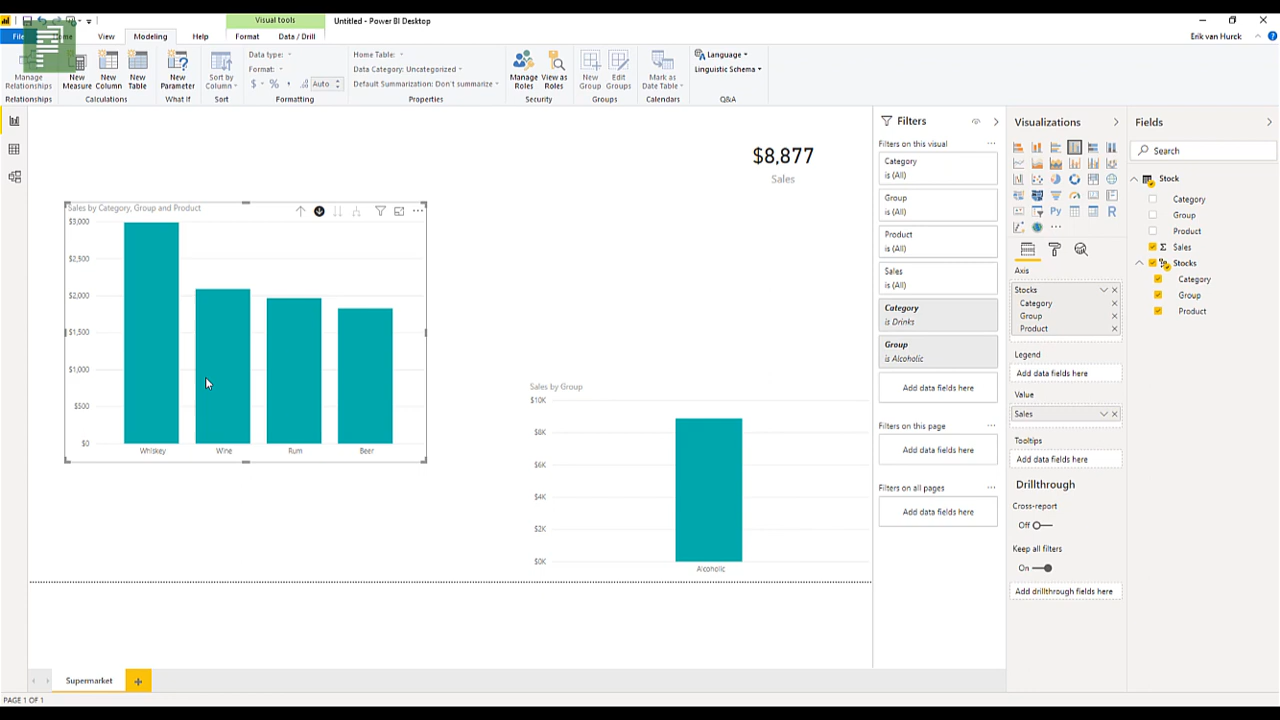 Visual tools
Untitled - Power BI Desktop
File
Home
View
Modeling
Help
Format
Data / Drill
Erik van Hurck
Manage Relationships
Relationships
New Measure
New Column
New Table
Calculations
New Parameter
What If
Sort by Column
Sort
Data type:
Format:
$ % , Auto
Formatting
Home Table:
Data Category: Uncategorized
Default Summarization: Don't summarize
Properties
Manage Roles
View as Roles
Security
New Group
Edit Groups
Groups
Mark as Date Table
Calendars
Language
Linguistic Schema
Q&A
$8,877
Sales
Sales by Category, Group and Product
$3,000
$2,500
$2,000
$1,500
$1,000
$500
$0
Whiskey
Wine
Rum
Beer
Sales by Group
$10K
$8K
$6K
$4K
$2K
$0K
Alcoholic
Filters
Filters on this visual
Category
is (All)
Group
is (All)
Product
is (All)
Sales
is (All)
Category
is Drinks
Group
is Alcoholic
Add data fields here
Filters on this page
Add data fields here
Filters on all pages
Add data fields here
Visualizations
Py
R
Axis
Stocks
Category
Group
Product
Legend
Add data fields here
Value
Sales
Tooltips
Add data fields here
Drillthrough
Cross-report
Off
Keep all filters
On
Add drillthrough fields here
Fields
Search
Stock
Category
Group
Product
Σ Sales
Stocks
Category
Group
Product
Supermarket
PAGE 1 OF 1